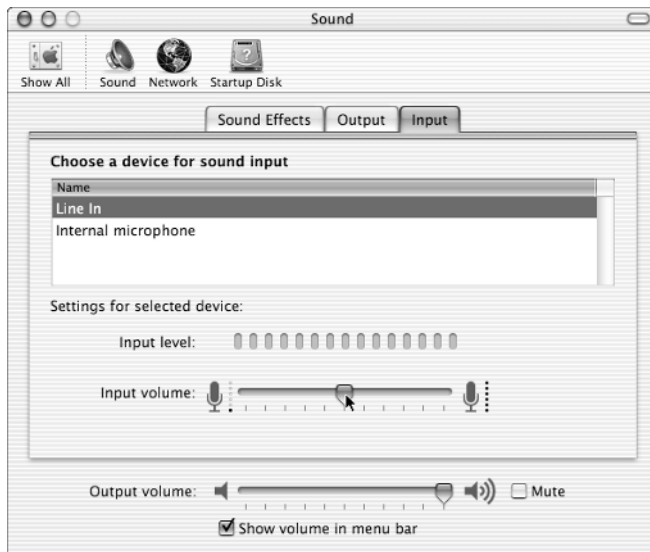 Sound
Show All Sound Network Startup Disk
Sound Effects Output Input
Choose a device for sound input
Name
Line In
Internal microphone
Settings for selected device:
Input level:
Input volume:
Output volume: Mute
Show volume in menu bar